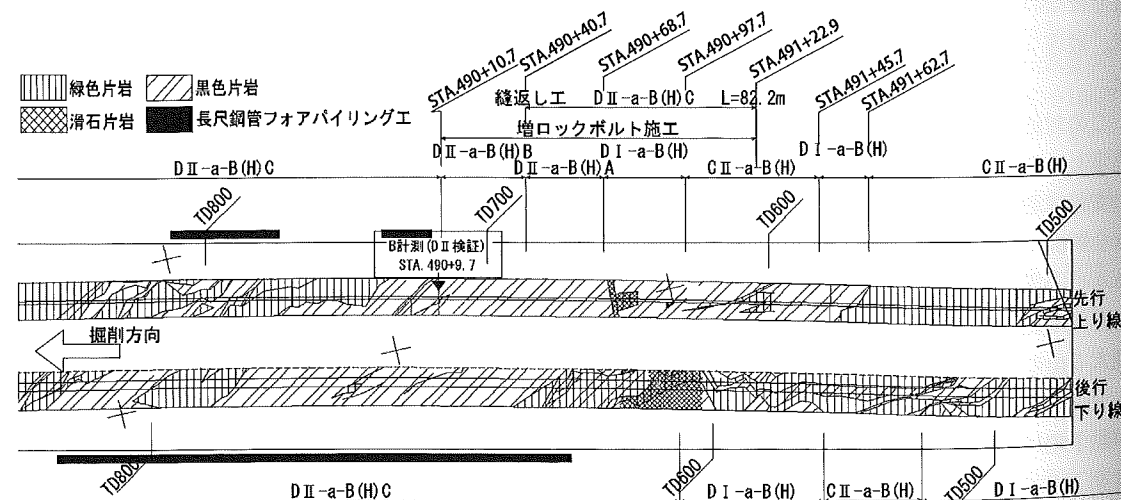 STA.490+10.7
STA.490+40.7
STA.490+68.7
STA.490+97.7
STA.491+22.9
STA.491+45.7
STA.491+62.7
緑色片岩
黒色片岩
滑石片岩
長尺鋼管フォアパイリング工
縫返し工 DⅡ-a-B(H)C L=82.2m
増ロックボルト施工
DⅡ-a-B(H)B
DⅠ-a-B(H)
DⅠ-a-B(H)
DⅡ-a-B(H)C
DⅡ-a-B(H)A
CⅡ-a-B(H)
CⅡ-a-B(H)
TD800
TD700
TD600
TD500
B計測(DⅡ検証)
STA.490+9.7
先行
上り線
掘削方向
後行
下り線
TD800
TD600
TD500
DⅡ-a-B(H)C
DⅠ-a-B(H)
CⅡ-a-B(H)
DⅠ-a-B(H)